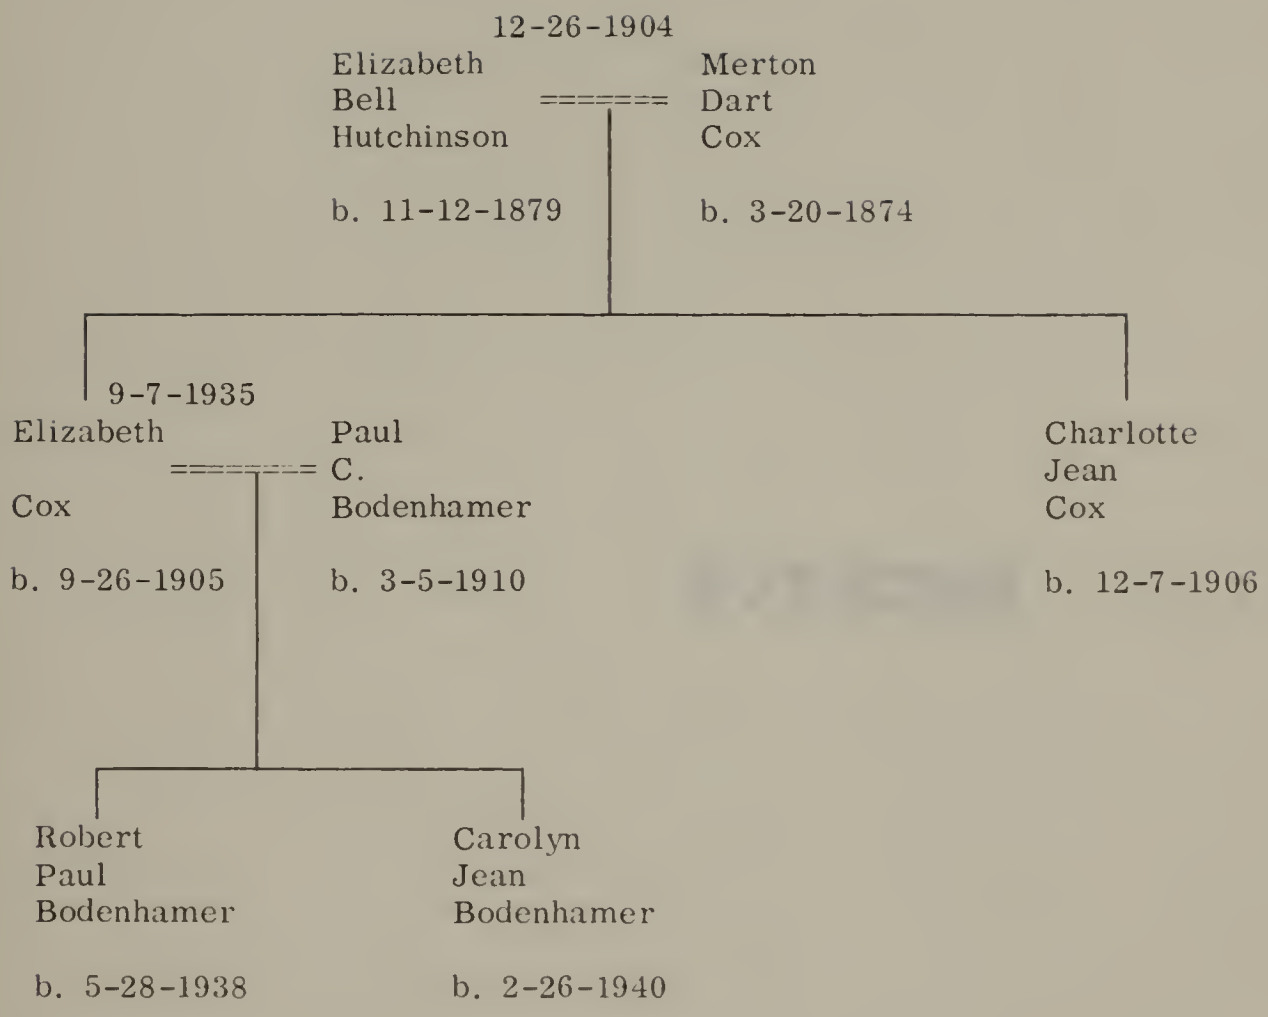 12-26-1904
Elizabeth Merton
Bell ======= Dart
Hutchinson Cox
b. 11-12-1879 b. 3-20-1874
9-7-1935
Elizabeth Paul Charlotte
======== C. Jean
Cox Bodenhamer Cox
b. 9-26-1905 b. 3-5-1910 b. 12-7-1906
Robert Carolyn
Paul Jean
Bodenhamer Bodenhamer
b. 5-28-1938 b. 2-26-1940